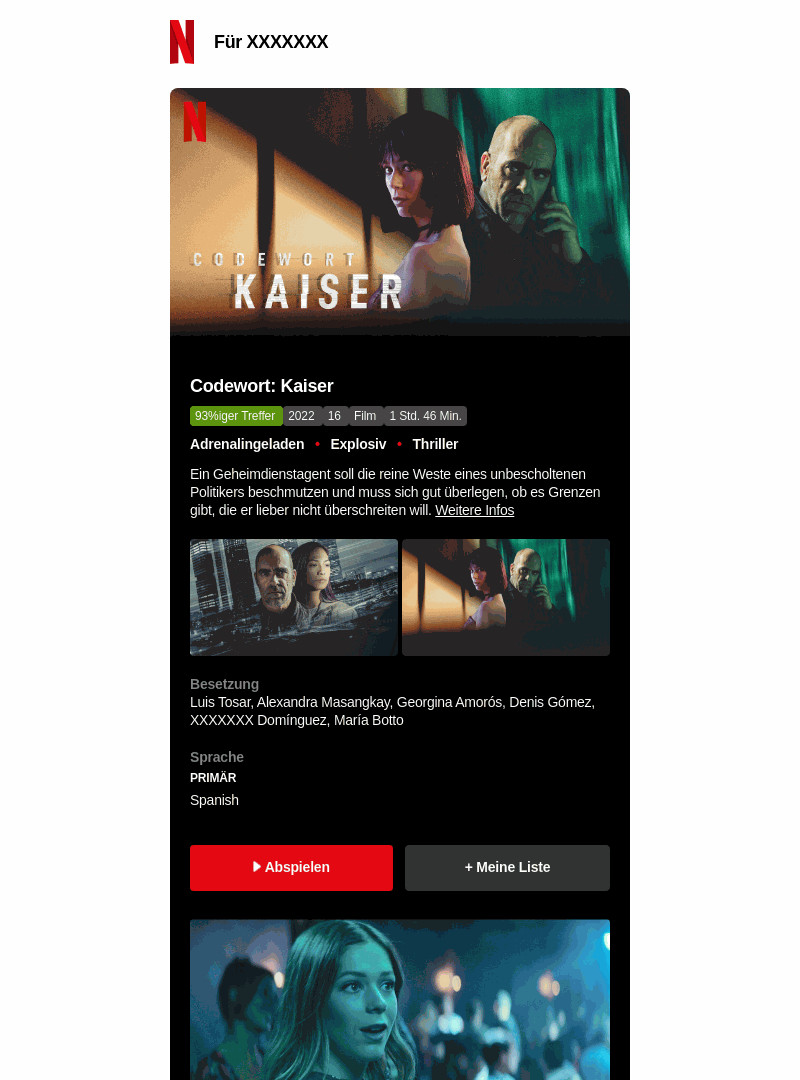 Für XXXXXXX
CODEWORT
KAISER
Codewort: Kaiser
93%iger Treffer 2022 16 Film 1 Std. 46 Min.
Adrenalingeladen • Explosiv • Thriller
Ein Geheimdienstagent soll die reine Weste eines unbescholtenen
Politikers beschmutzen und muss sich gut überlegen, ob es Grenzen
gibt, die er lieber nicht überschreiten will. Weitere Infos
Besetzung
Luis Tosar, Alexandra Masangkay, Georgina Amorós, Denis Gómez,
XXXXXXX Domínguez, María Botto
Sprache
PRIMÄR
Spanish
Abspielen
+ Meine Liste